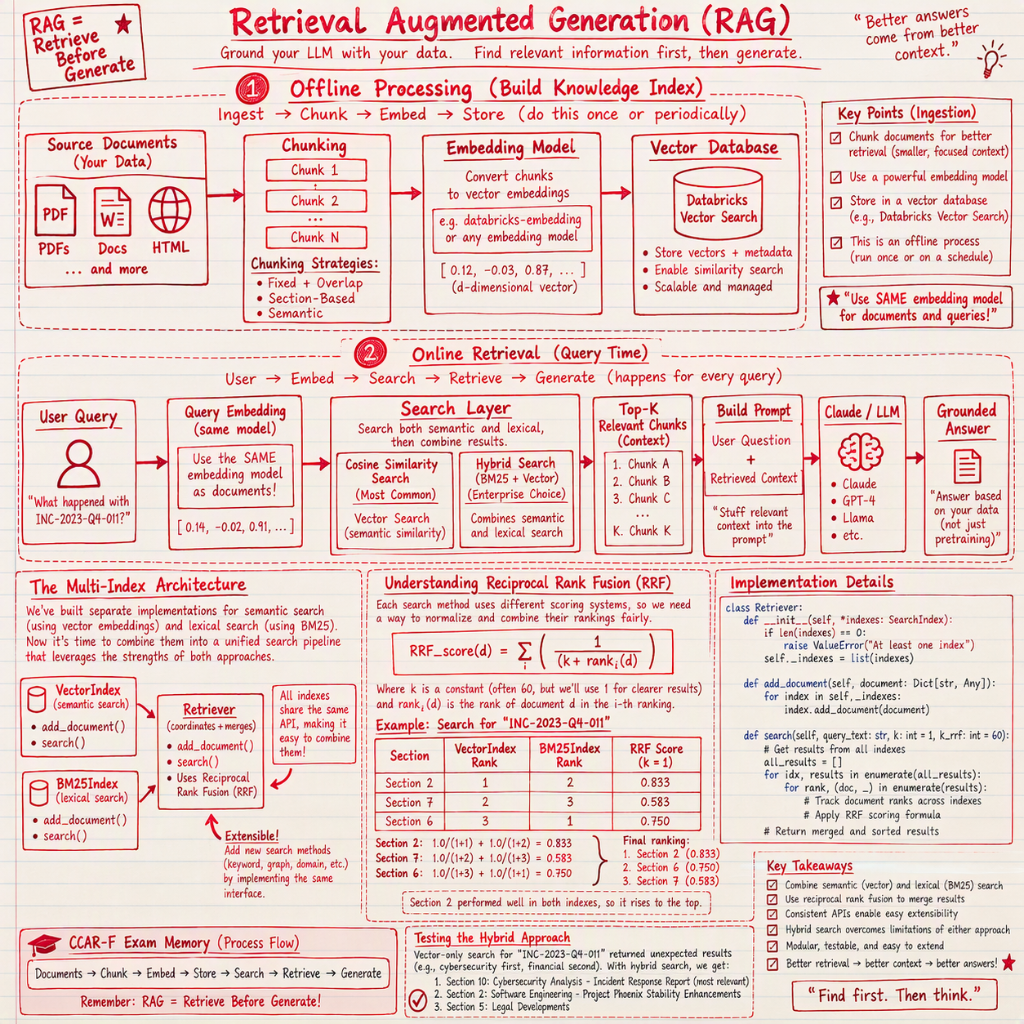 RAG =
Retrieve
Before
Generate
Retrieval Augmented Generation (RAG)
Ground your LLM with your data. Find relevant information first, then generate.
"Better answers
come from better
context."
1 Offline Processing (Build Knowledge Index)
Ingest → Chunk → Embed → Store (do this once or periodically)
Source Documents
(Your Data)
PDF
W
PDFs Docs HTML
... and more
Chunking
Chunk 1
Chunk 2
...
Chunk N
Chunking Strategies:
• Fixed + Overlap
• Section-Based
• Semantic
Embedding Model
Convert chunks
to vector embeddings
e.g. databricks-embedding
or any embedding model
[ 0.12, -0.03, 0.87, ... ]
(d-dimensional vector)
Vector Database
Databricks
Vector Search
• Store vectors + metadata
• Enable similarity search
• Scalable and managed
Key Points (Ingestion)
Chunk documents for better
retrieval (smaller, focused context)
Use a powerful embedding model
Store in a vector database
(e.g., Databricks Vector Search)
This is an offline process
(run once or on a schedule)
"Use SAME embedding model
for documents and queries!"
2 Online Retrieval (Query Time)
User → Embed → Search → Retrieve → Generate (happens for every query)
User Query
"What happened with
INC-2023-Q4-011?"
Query Embedding
(same model)
Use the SAME
embedding model
as documents!
[ 0.14, -0.02, 0.91, ... ]
Search Layer
Search both semantic and lexical,
then combine results.
Cosine Similarity
Search
(Most Common)
Vector Search
(semantic similarity)
Hybrid Search
(BM25 + Vector)
(Enterprise Choice)
Combines semantic
and lexical search
Top-K
Relevant Chunks
(Context)
1. Chunk A
2. Chunk B
3. Chunk C
...
K. Chunk K
Build Prompt
User Question
+
Retrieved Context
"Stuff relevant
context into the
prompt"
Claude / LLM
• Claude
• GPT-4
• Llama
• etc.
Grounded
Answer
"Answer based
on your data
(not just
pretraining)"
The Multi-Index Architecture
We've built separate implementations for semantic search
(using vector embeddings) and lexical search (using BM25).
Now it's time to combine them into a unified search pipeline
that leverages the strengths of both approaches.
VectorIndex
(semantic search)
• add_document()
• search()
BM25Index
(lexical search)
• add_document()
• search()
Retriever
(coordinates + merges)
• add_document()
• search()
• Uses Reciprocal
Rank Fusion (RRF)
All indexes
share the same
API, making it
easy to combine
them!
Extensible!
Add new search methods
(keyword, graph, domain, etc.)
by implementing the same
interface.
Understanding Reciprocal Rank Fusion (RRF)
Each search method uses different scoring systems, so we need
a way to normalize and combine their rankings fairly.
RRF_score(d) = ∑i ( 1 / (k + ranki(d) )
Where k is a constant (often 60, but we'll use 1 for clearer results)
and ranki(d) is the rank of document d in the i-th ranking.
Example: Search for "INC-2023-Q4-011"
Section VectorIndex Rank BM25Index Rank RRF Score (k = 1)
Section 2 1 2 0.833
Section 7 2 3 0.583
Section 6 3 1 0.750
Section 2: 1.0/(1+1) + 1.0/(1+2) = 0.833
Section 7: 1.0/(1+2) + 1.0/(1+3) = 0.583
Section 6: 1.0/(1+3) + 1.0/(1+1) = 0.750
Final ranking:
1. Section 2 (0.833)
2. Section 6 (0.750)
3. Section 7 (0.583)
Section 2 performed well in both indexes, so it rises to the top.
Implementation Details
class Retriever:
def __init__(self, *indexes: SearchIndex):
if len(indexes) == 0:
raise ValueError("At least one index")
self._indexes = list(indexes)
def add_document(self, document: Dict[str, Any]):
for index in self._indexes:
index.add_document(document)
def search(self, query_text: str, k: int = 1, k_rrf: int = 60):
# Get results from all indexes
all_results = []
for idx, results in enumerate(all_results):
for rank, (doc, _) in enumerate(results):
# Track document ranks across indexes
# Apply RRF scoring formula
# Return merged and sorted results
CCAR-F Exam Memory (Process Flow)
Documents → Chunk → Embed → Store → Search → Retrieve → Generate
Remember: RAG = Retrieve Before Generate!
Testing the Hybrid Approach
Vector-only search for "INC-2023-Q4-011" returned unexpected results
(e.g., cybersecurity first, financial second). With hybrid search, we get:
1. Section 10: Cybersecurity Analysis - Incident Response Report (most relevant)
2. Section 2: Software Engineering - Project Phoenix Stability Enhancements
3. Section 5: Legal Developments
Key Takeaways
Combine semantic (vector) and lexical (BM25) search
Use reciprocal rank fusion to merge results
Consistent APIs enable easy extensibility
Hybrid search overcomes limitations of either approach
Modular, testable, and easy to extend
Better retrieval → better context → better answers!
"Find first. Then think."